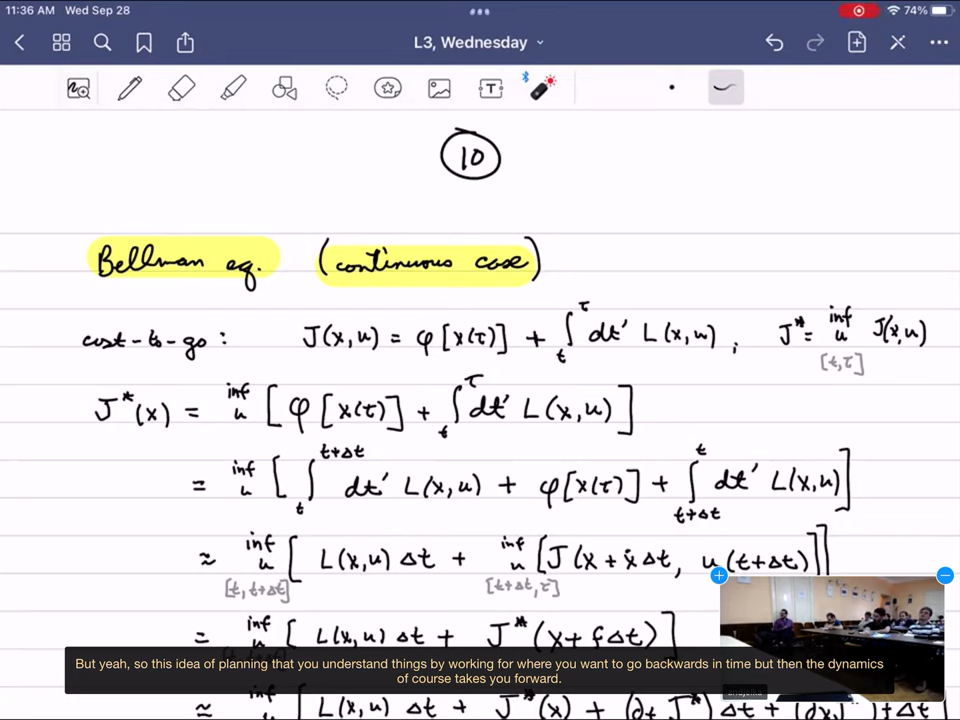 11:36 AM Wed Sep 28
74%
L3, Wednesday
T
10
Bellman eq. (continuous case)
cost-to-go: J(x,u) = φ[x(τ)] + ∫_t^τ dt' L(x,u), J* = inf_u J(x,u)
[t,τ]
J*(x) = inf_u [φ[x(τ)] + ∫_t^τ dt' L(x,u)]
= inf_u [∫_t^{t+Δt} dt' L(x,u) + φ[x(τ)] + ∫_{t+Δt}^t dt' L(x,u)]
≈ inf_u [L(x,u) Δt + inf_u [J(x+ẋΔt, u(t+Δt))]]
[t,t+Δt] [t+Δt,τ]
= inf_u [L(x,u) Δt + J*(x+fΔt)]
But yeah, so this idea of planning that you understand things by working for where you want to go backwards in time but then the dynamics
of course takes you forward.
≈ inf [L(x,u) Δt + J*(x) + (∂t J*) Δt +